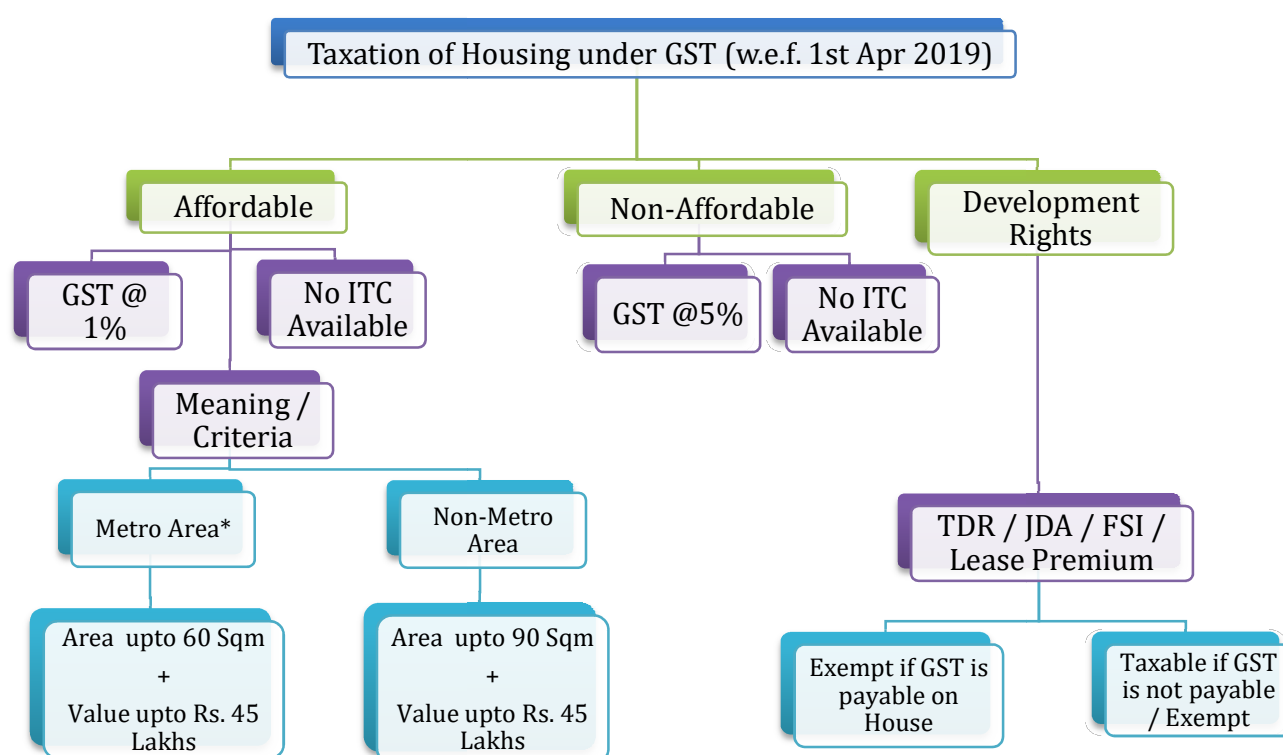 Taxation of Housing under GST (w.e.f. 1st Apr 2019)
Affordable
Non-Affordable
Development
Rights
GST @
1%
No ITC
Available
GST @5%
No ITC
Available
Meaning /
Criteria
Metro Area*
Non-Metro
Area
TDR / JDA / FSI /
Lease Premium
Area upto 60 Sqm
+
Value upto Rs. 45
Lakhs
Area upto 90 Sqm
+
Value upto Rs. 45
Lakhs
Exempt if GST is
payable on
House
Taxable if GST
is not payable
/ Exempt